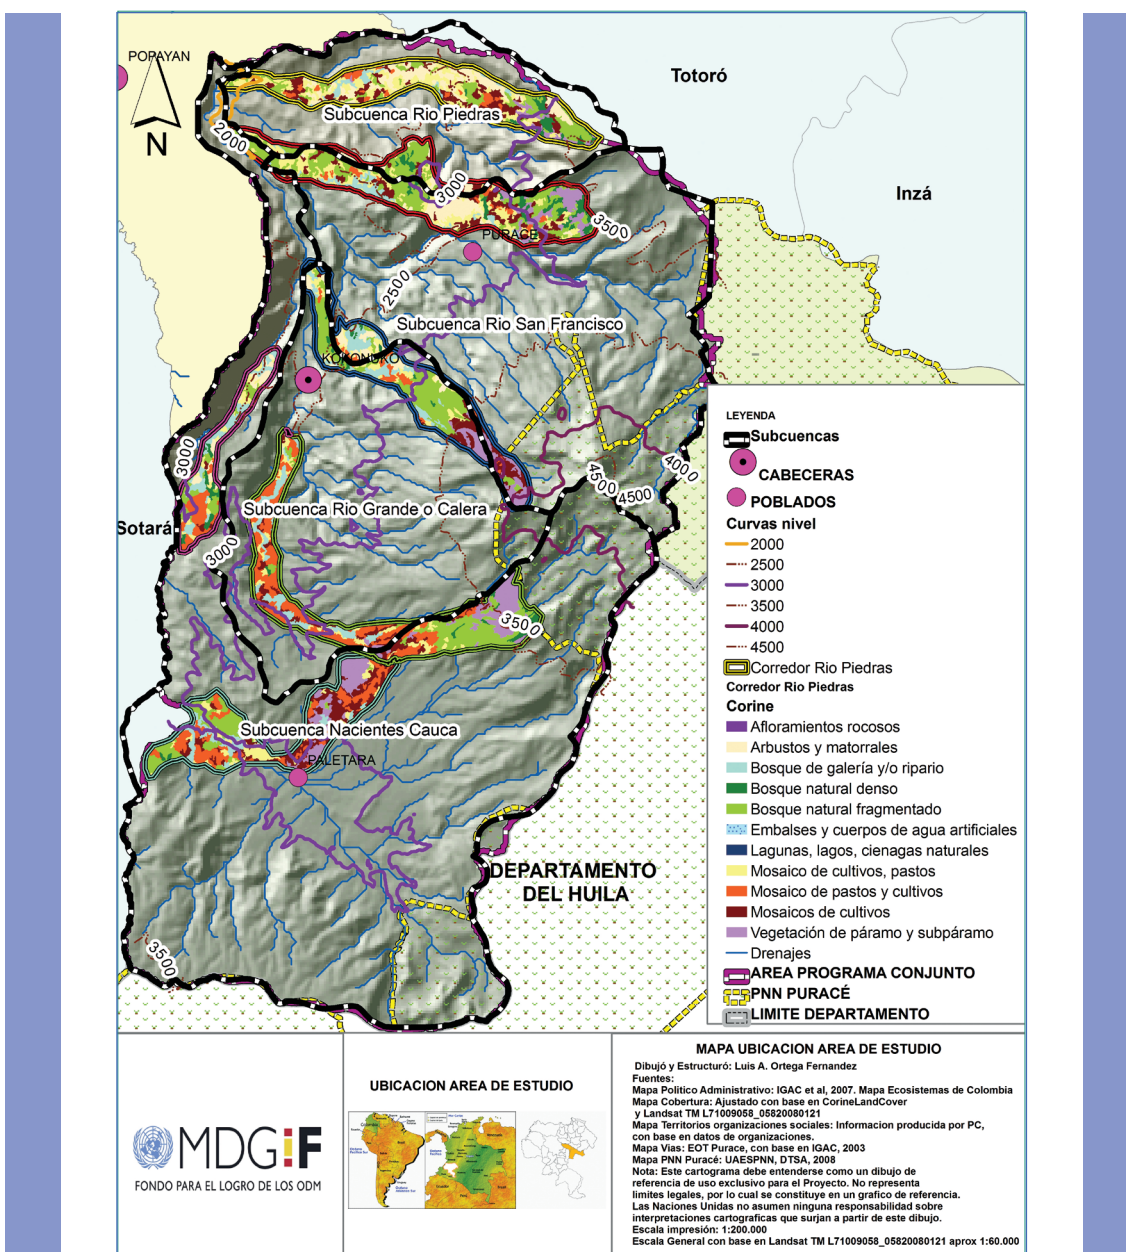 POPAYAN
N
Totoró
Inzá
Subcuenca Rio Piedras
2000
3000
3500
PURACE
2500
Subcuenca Rio San Francisco
KOKONUKO
3000
Sotará
Subcuenca Rio Grande o Calera
4500
4500
4000
3000
3500
Subcuenca Nacientes Cauca
PALETARA
DEPARTAMENTO
DEL HUILA
3500
LEYENDA
Subcuencas
CABECERAS
POBLADOS
Curvas nivel
2000
2500
3000
3500
4000
4500
Corredor Rio Piedras
Corredor Rio Piedras
Corine
Afloramientos rocosos
Arbustos y matorrales
Bosque de galería y/o ripario
Bosque natural denso
Bosque natural fragmentado
Embalses y cuerpos de agua artificiales
Lagunas, lagos, cienagas naturales
Mosaico de cultivos, pastos
Mosaico de pastos y cultivos
Mosaicos de cultivos
Vegetación de páramo y subpáramo
Drenajes
AREA PROGRAMA CONJUNTO
PNN PURACÉ
LIMITE DEPARTAMENTO
MDGiF
FONDO PARA EL LOGRO DE LOS ODM
UBICACION AREA DE ESTUDIO
MAPA UBICACION AREA DE ESTUDIO
Dibujó y Estructuró: Luis A. Ortega Fernandez
Fuentes:
Mapa Politico Administrativo: IGAC et al, 2007. Mapa Ecosistemas de Colombia
Mapa Cobertura: Ajustado con base en CorineLandCover
y Landsat TM L71009058_05820080121
Mapa Territorios organizaciones sociales: Informacion producida por PC,
con base en datos de organizaciones.
Mapa Vias: EOT Purace, con base en IGAC, 2003
Mapa PNN Puracé: UAESPNN, DTSA, 2008
Nota: Este cartograma debe entenderse como un dibujo de
referencia de uso exclusivo para el Proyecto. No representa
limites legales, por lo cual se constituye en un grafico de referencia.
Las Naciones Unidas no asumen ninguna responsabilidad sobre
interpretaciones cartograficas que surjan a partir de este dibujo.
Escala impresión: 1:200.000
Escala General con base en Landsat TM L71009058_05820080121 aprox 1:60.000